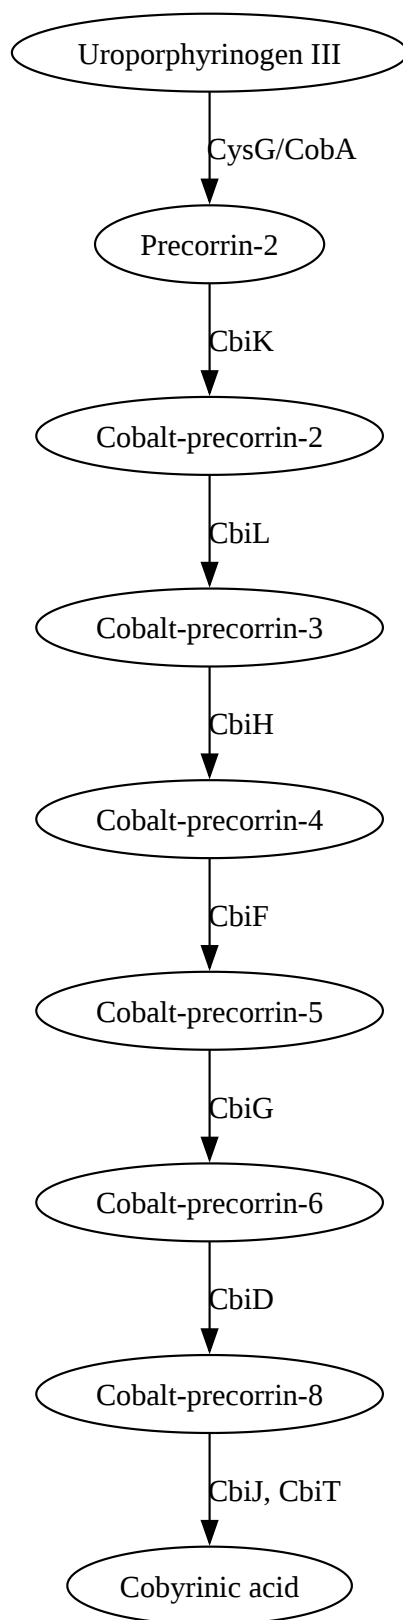 Uroporphyrinogen III
CysG/CobA
Precorrin-2
CbiK
Cobalt-precorrin-2
CbiL
Cobalt-precorrin-3
CbiH
Cobalt-precorrin-4
CbiF
Cobalt-precorrin-5
CbiG
Cobalt-precorrin-6
CbiD
Cobalt-precorrin-8
CbiJ, CbiT
Cobyrinic acid